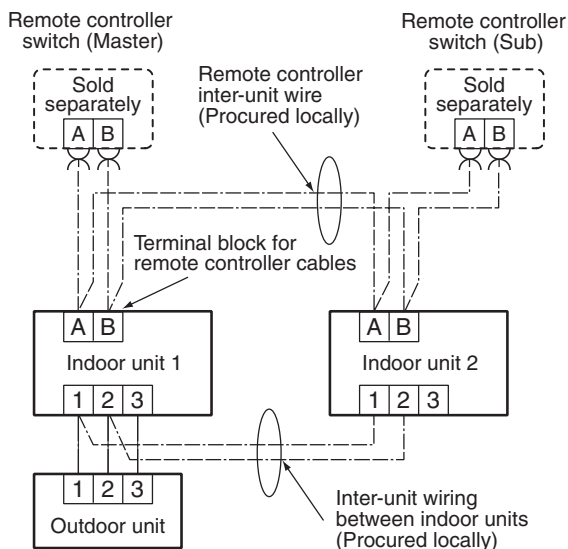 Remote controller
switch (Master)
Remote controller
switch (Sub)
Sold
separately
A B
Remote controller
inter-unit wire
(Procured locally)
Sold
separately
A B
Terminal block for
remote controller cables
A B
Indoor unit 1
1 2 3
A B
Indoor unit 2
1 2 3
1 2 3
Outdoor unit
Inter-unit wiring
between indoor units
(Procured locally)